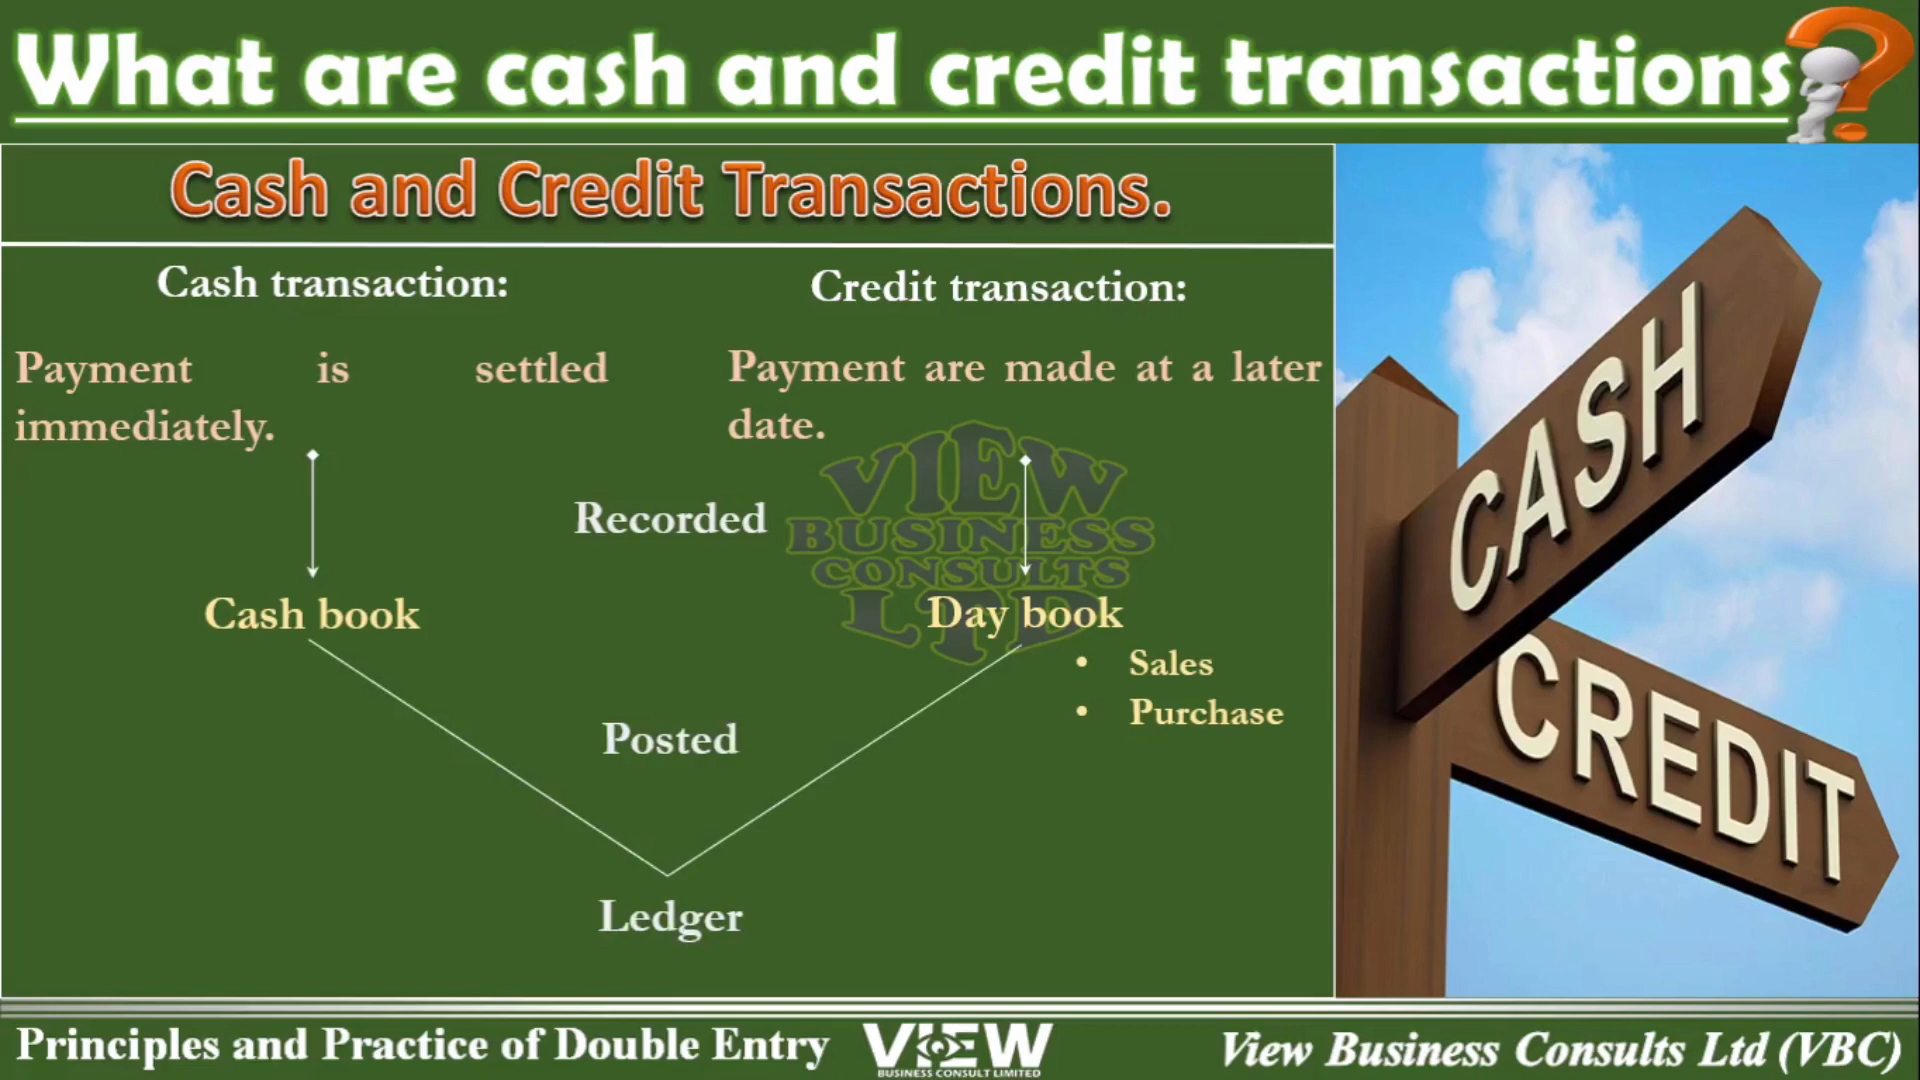 What are cash and credit transactions?
Cash and Credit Transactions.
Cash transaction:
Payment is settled
immediately.
Credit transaction:
Payment are made at a later
date.
VIEW
BUSINESS
CONSULTS
LTD
Recorded
Cash book
Day book
• Sales
• Purchase
Posted
Ledger
CASH
CREDIT
Principles and Practice of Double Entry
VIEW
BUSINESS CONSULT LIMITED
View Business Consults Ltd (VBC)